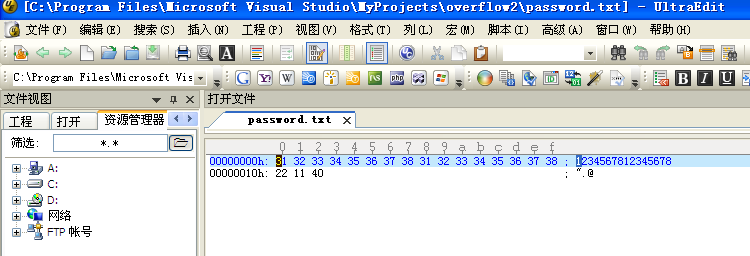 [C:\Program Files\Microsoft Visual Studio\MyProjects\overflow2\password.txt] - UltraEdit
文件(F) 编辑(E) 搜索(S) 插入(N) 工程(P) 视图(V) 格式(T) 列(L) 宏(M) 脚本(I) 高级(A) 窗口(W) 帮助(H)
C:\Program Files\Microsoft Vis
文件视图
打开文件
工程 打开 资源管理器
password.txt
筛选: *.*
0 1 2 3 4 5 6 7 8 9 a b c d e f
00000000h: 31 32 33 34 35 36 37 38 31 32 33 34 35 36 37 38 ; 1234567812345678
00000010h: 22 11 40 ; ".@
A:
C:
D:
网络
FTP 帐号